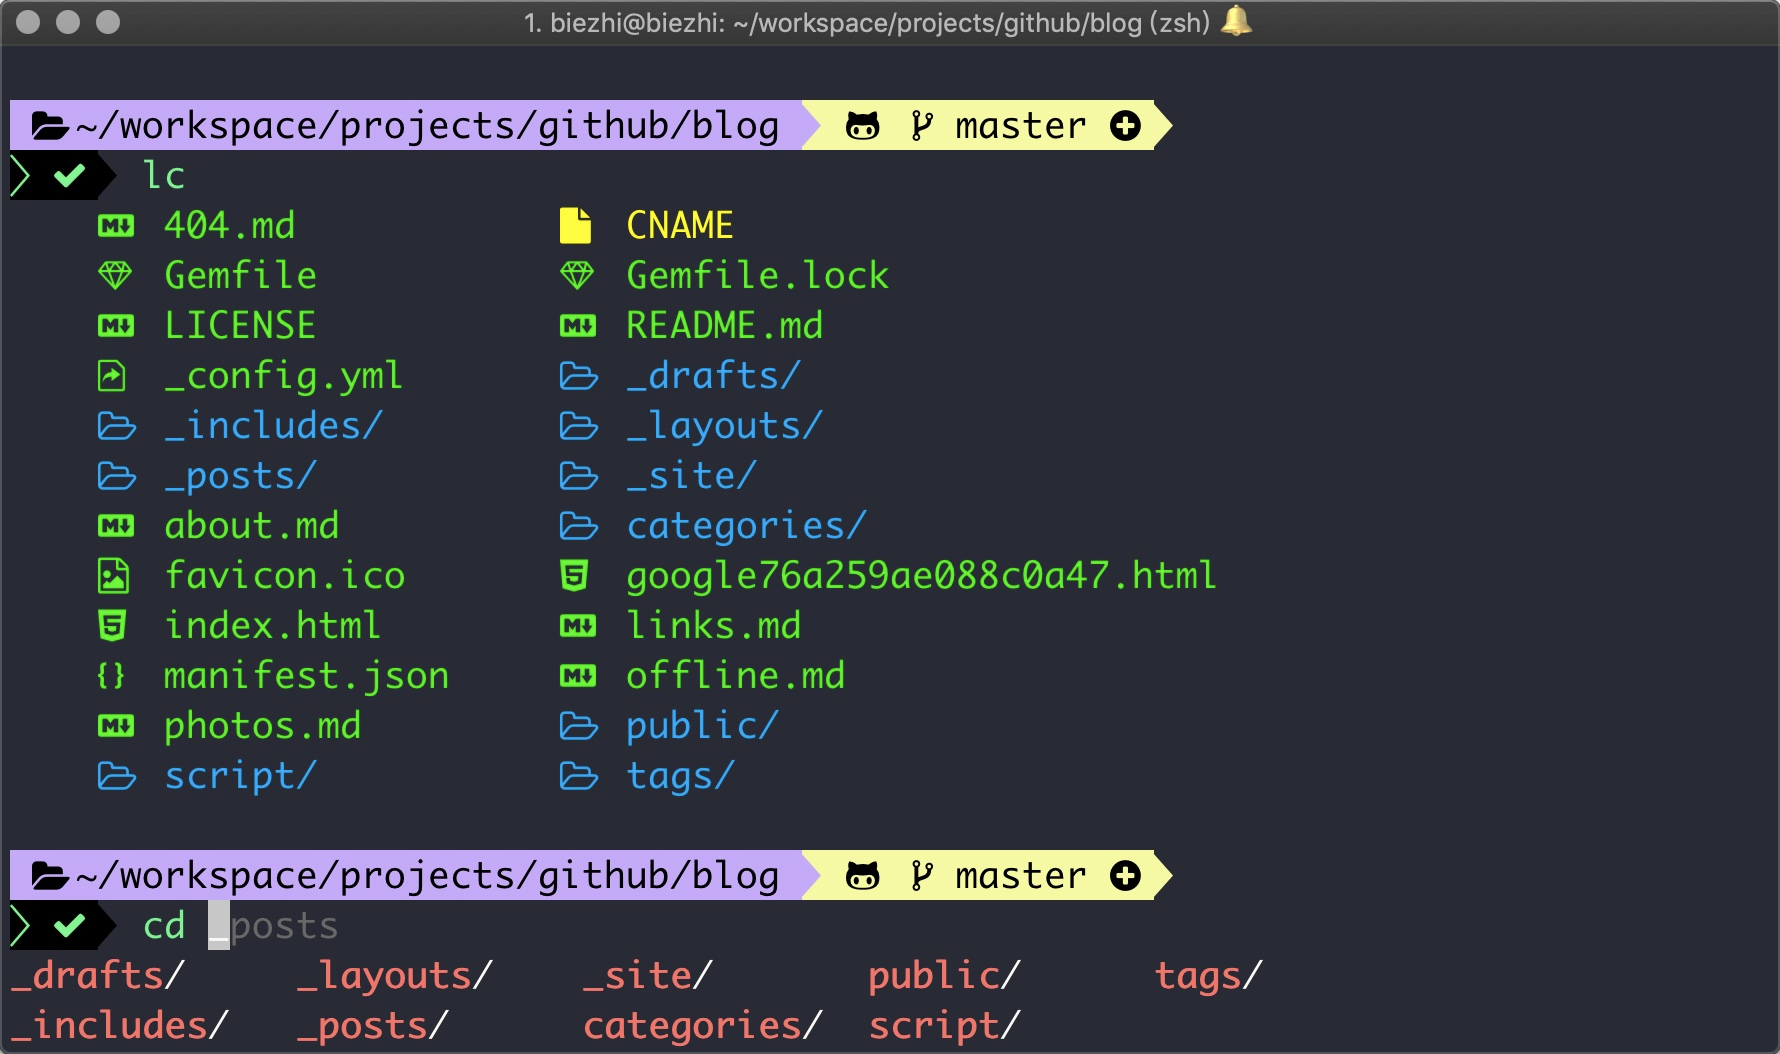 1. biezhi@biezhi: ~/workspace/projects/github/blog (zsh)
~/workspace/projects/github/blog master
lc
404.md CNAME
Gemfile Gemfile.lock
LICENSE README.md
_config.yml _drafts/
_includes/ _layouts/
_posts/ _site/
about.md categories/
favicon.ico google76a259ae088c0a47.html
index.html links.md
manifest.json offline.md
photos.md public/
script/ tags/
~/workspace/projects/github/blog master
cd _posts
_drafts/ _layouts/ _site/ public/ tags/
_includes/ _posts/ categories/ script/